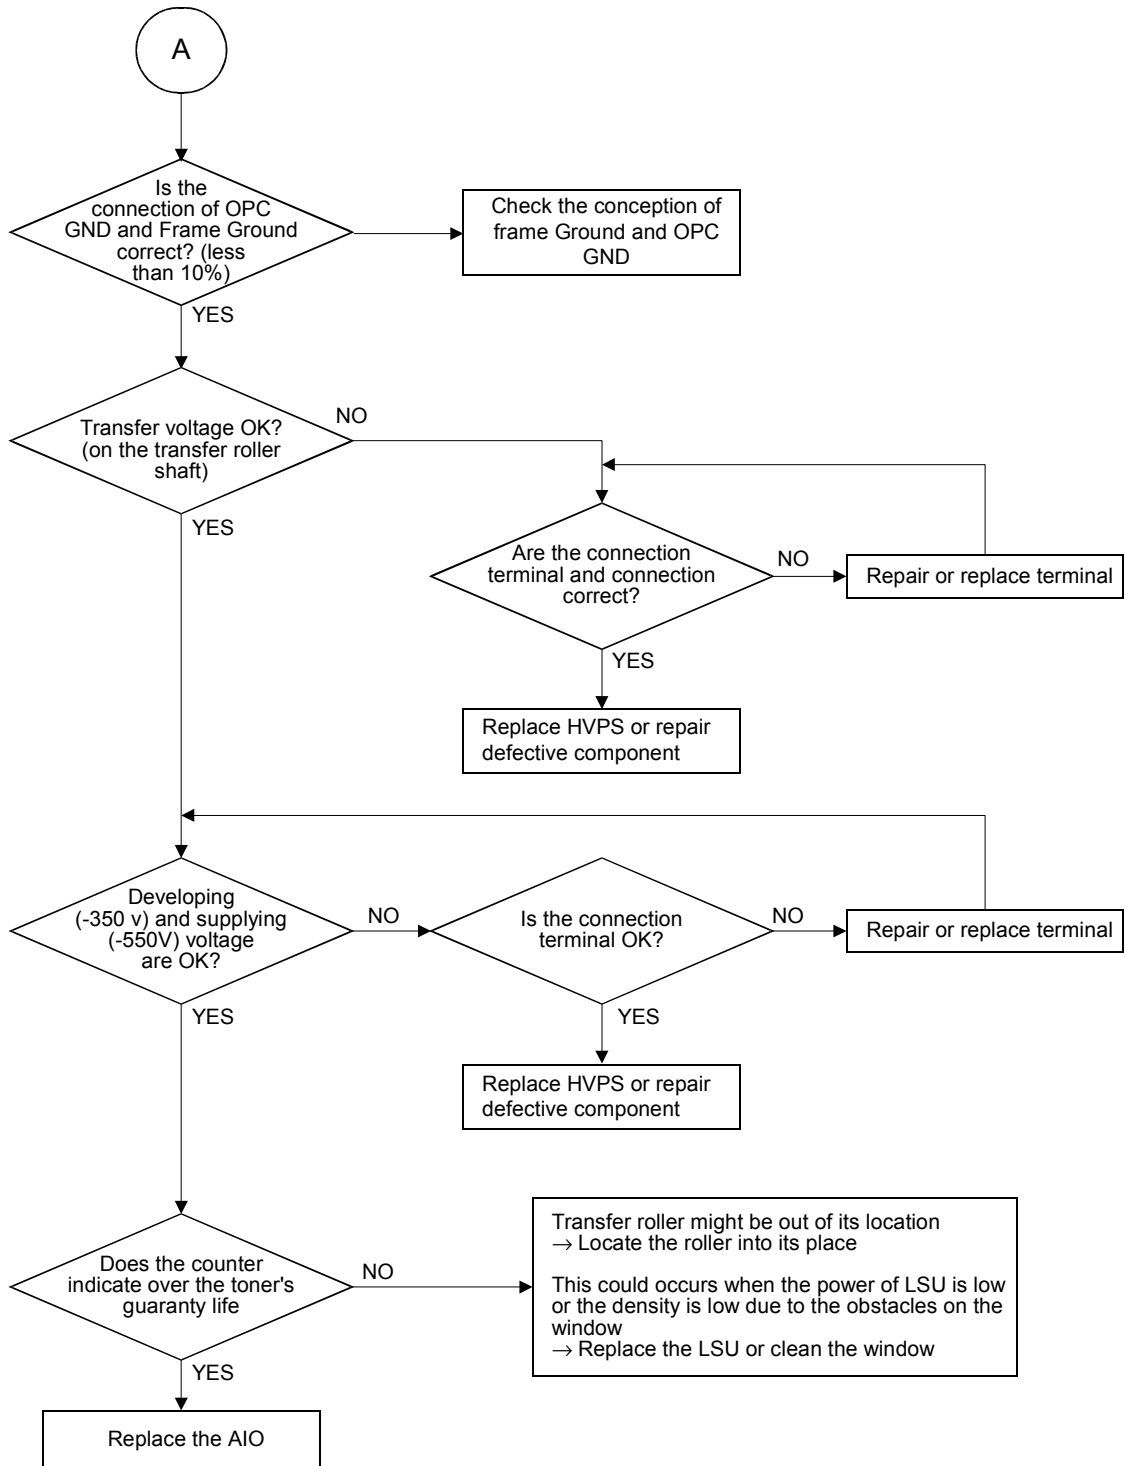 A
Is the
connection of OPC
GND and Frame Ground
correct? (less
than 10%)
Check the conception of
frame Ground and OPC
GND
YES
Transfer voltage OK?
(on the transfer roller
shaft)
NO
YES
Are the connection
terminal and connection
correct?
NO
Repair or replace terminal
YES
Replace HVPS or repair
defective component
Developing
(-350 v) and supplying
(-550V) voltage
are OK?
NO
Is the connection
terminal OK?
NO
Repair or replace terminal
YES
YES
Replace HVPS or repair
defective component
Does the counter
indicate over the toner's
guaranty life
NO
Transfer roller might be out of its location
→ Locate the roller into its place
This could occurs when the power of LSU is low
or the density is low due to the obstacles on the
window
→ Replace the LSU or clean the window
YES
Replace the AIO